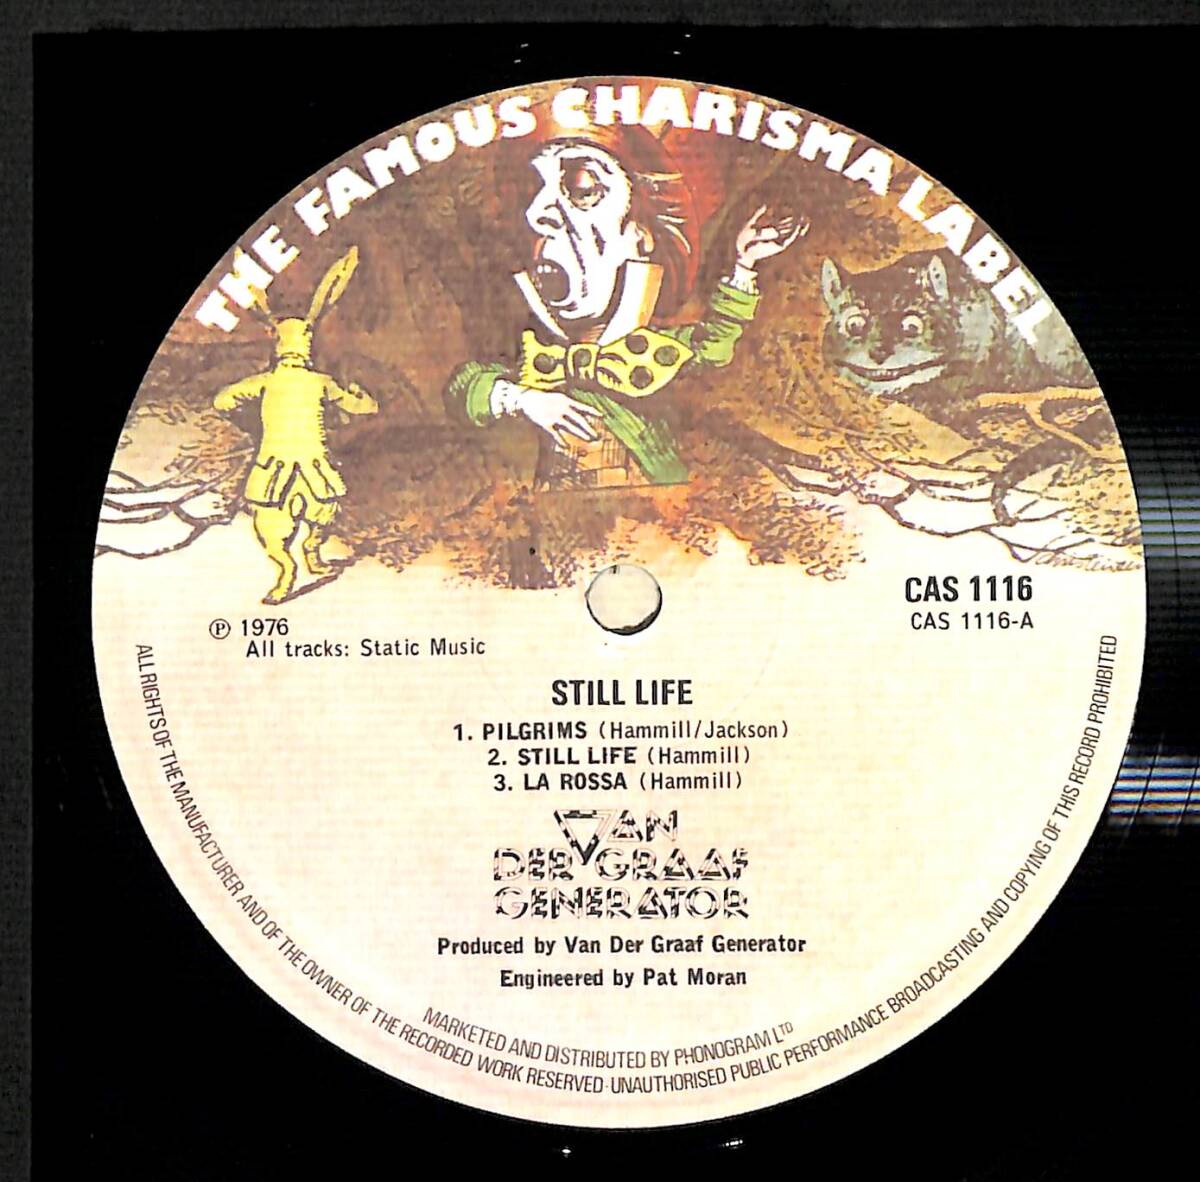 THE FAMOUS CHARISMA LABEL
CAS 1116
CAS 1116-A
℗ 1976
All tracks: Static Music
STILL LIFE
1. PILGRIMS (Hammill/Jackson)
2. STILL LIFE (Hammill)
3. LA ROSSA (Hammill)
VAN
DER GRAAF
GENERATOR
Produced by Van Der Graaf Generator
Engineered by Pat Moran
MARKETED AND DISTRIBUTED BY PHONOGRAM LTD
ALL RIGHTS OF THE MANUFACTURER AND OF THE OWNER OF THE RECORDED WORK RESERVED·UNAUTHORISED PUBLIC PERFORMANCE BROADCASTING AND COPYING OF THIS RECORD PROHIBITED